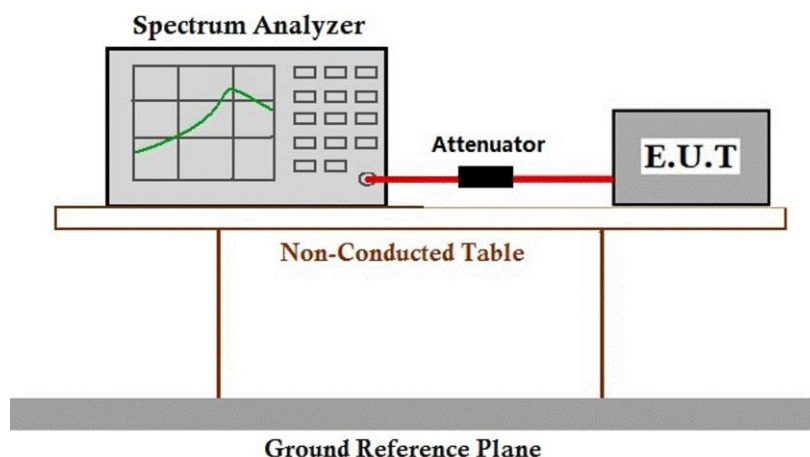 Spectrum Analyzer
Attenuator
E.U.T
Non-Conducted Table
Ground Reference Plane